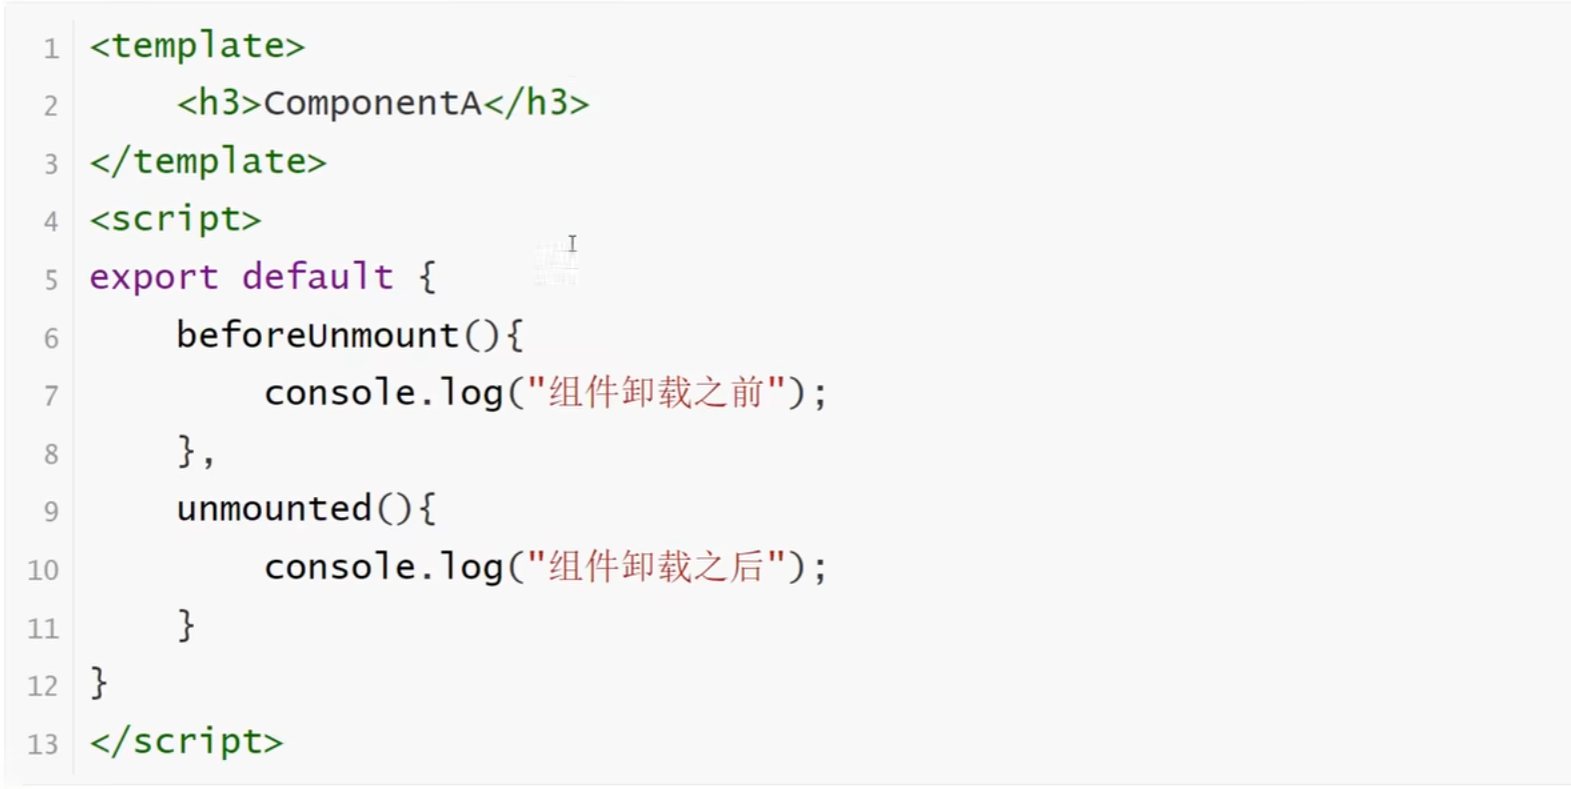 1 <template>
2     <h3>ComponentA</h3>
3 </template>
4 <script>
5 export default {
6     beforeUnmount(){
7         console.log("组件卸载之前");
8     },
9     unmounted(){
10         console.log("组件卸载之后");
11     }
12 }
13 </script>